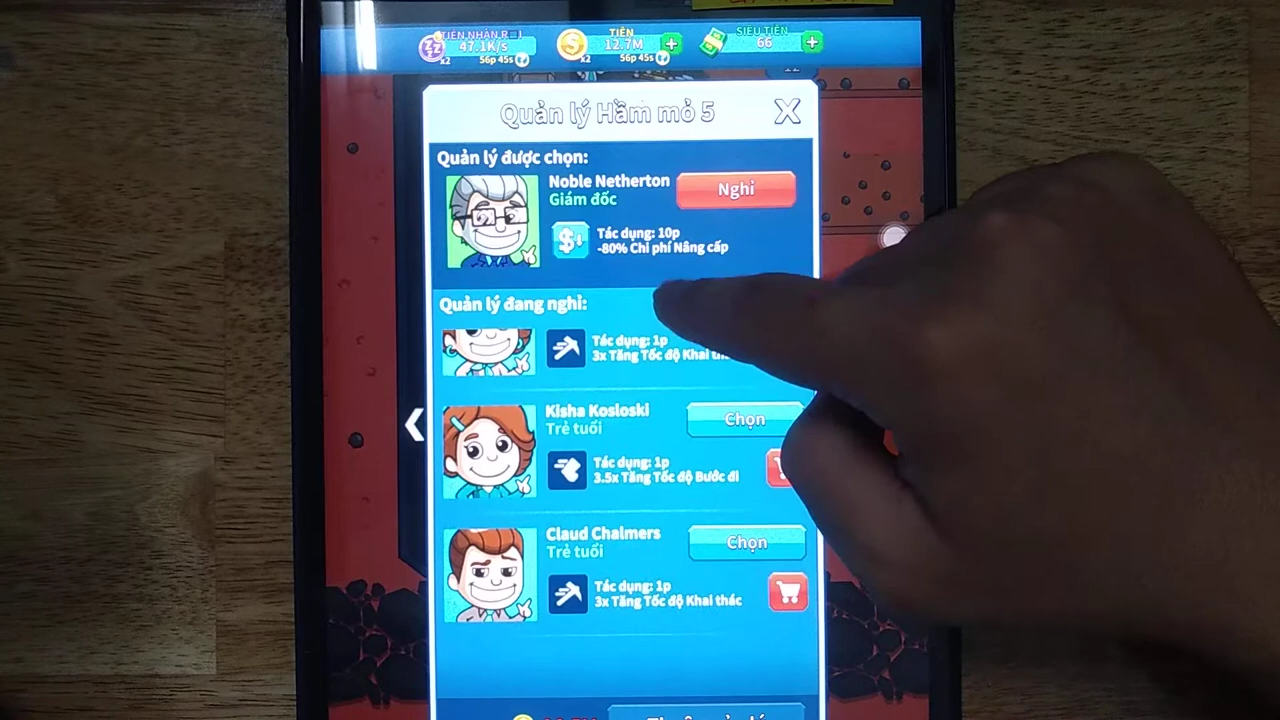 TIỀN NHÀN R
47.1K/s
x2
56p 45s
TIỀN
12.7M
x2
56p 45s
SIÊU TIỀN
66
Quản lý Hầm mỏ 5
X
Quản lý được chọn:
Noble Netherton
Giám đốc
Nghỉ
Tác dụng: 10p
-80% Chi phí Nâng cấp
Quản lý đang nghỉ:
Tác dụng: 1p
3x Tăng Tốc độ Khai
Kisha Kosloski
Trẻ tuổi
Chọn
Tác dụng: 1p
3.5x Tăng Tốc độ Bước đi
Claud Chalmers
Trẻ tuổi
Chọn
Tác dụng: 1p
3x Tăng Tốc độ Khai thác